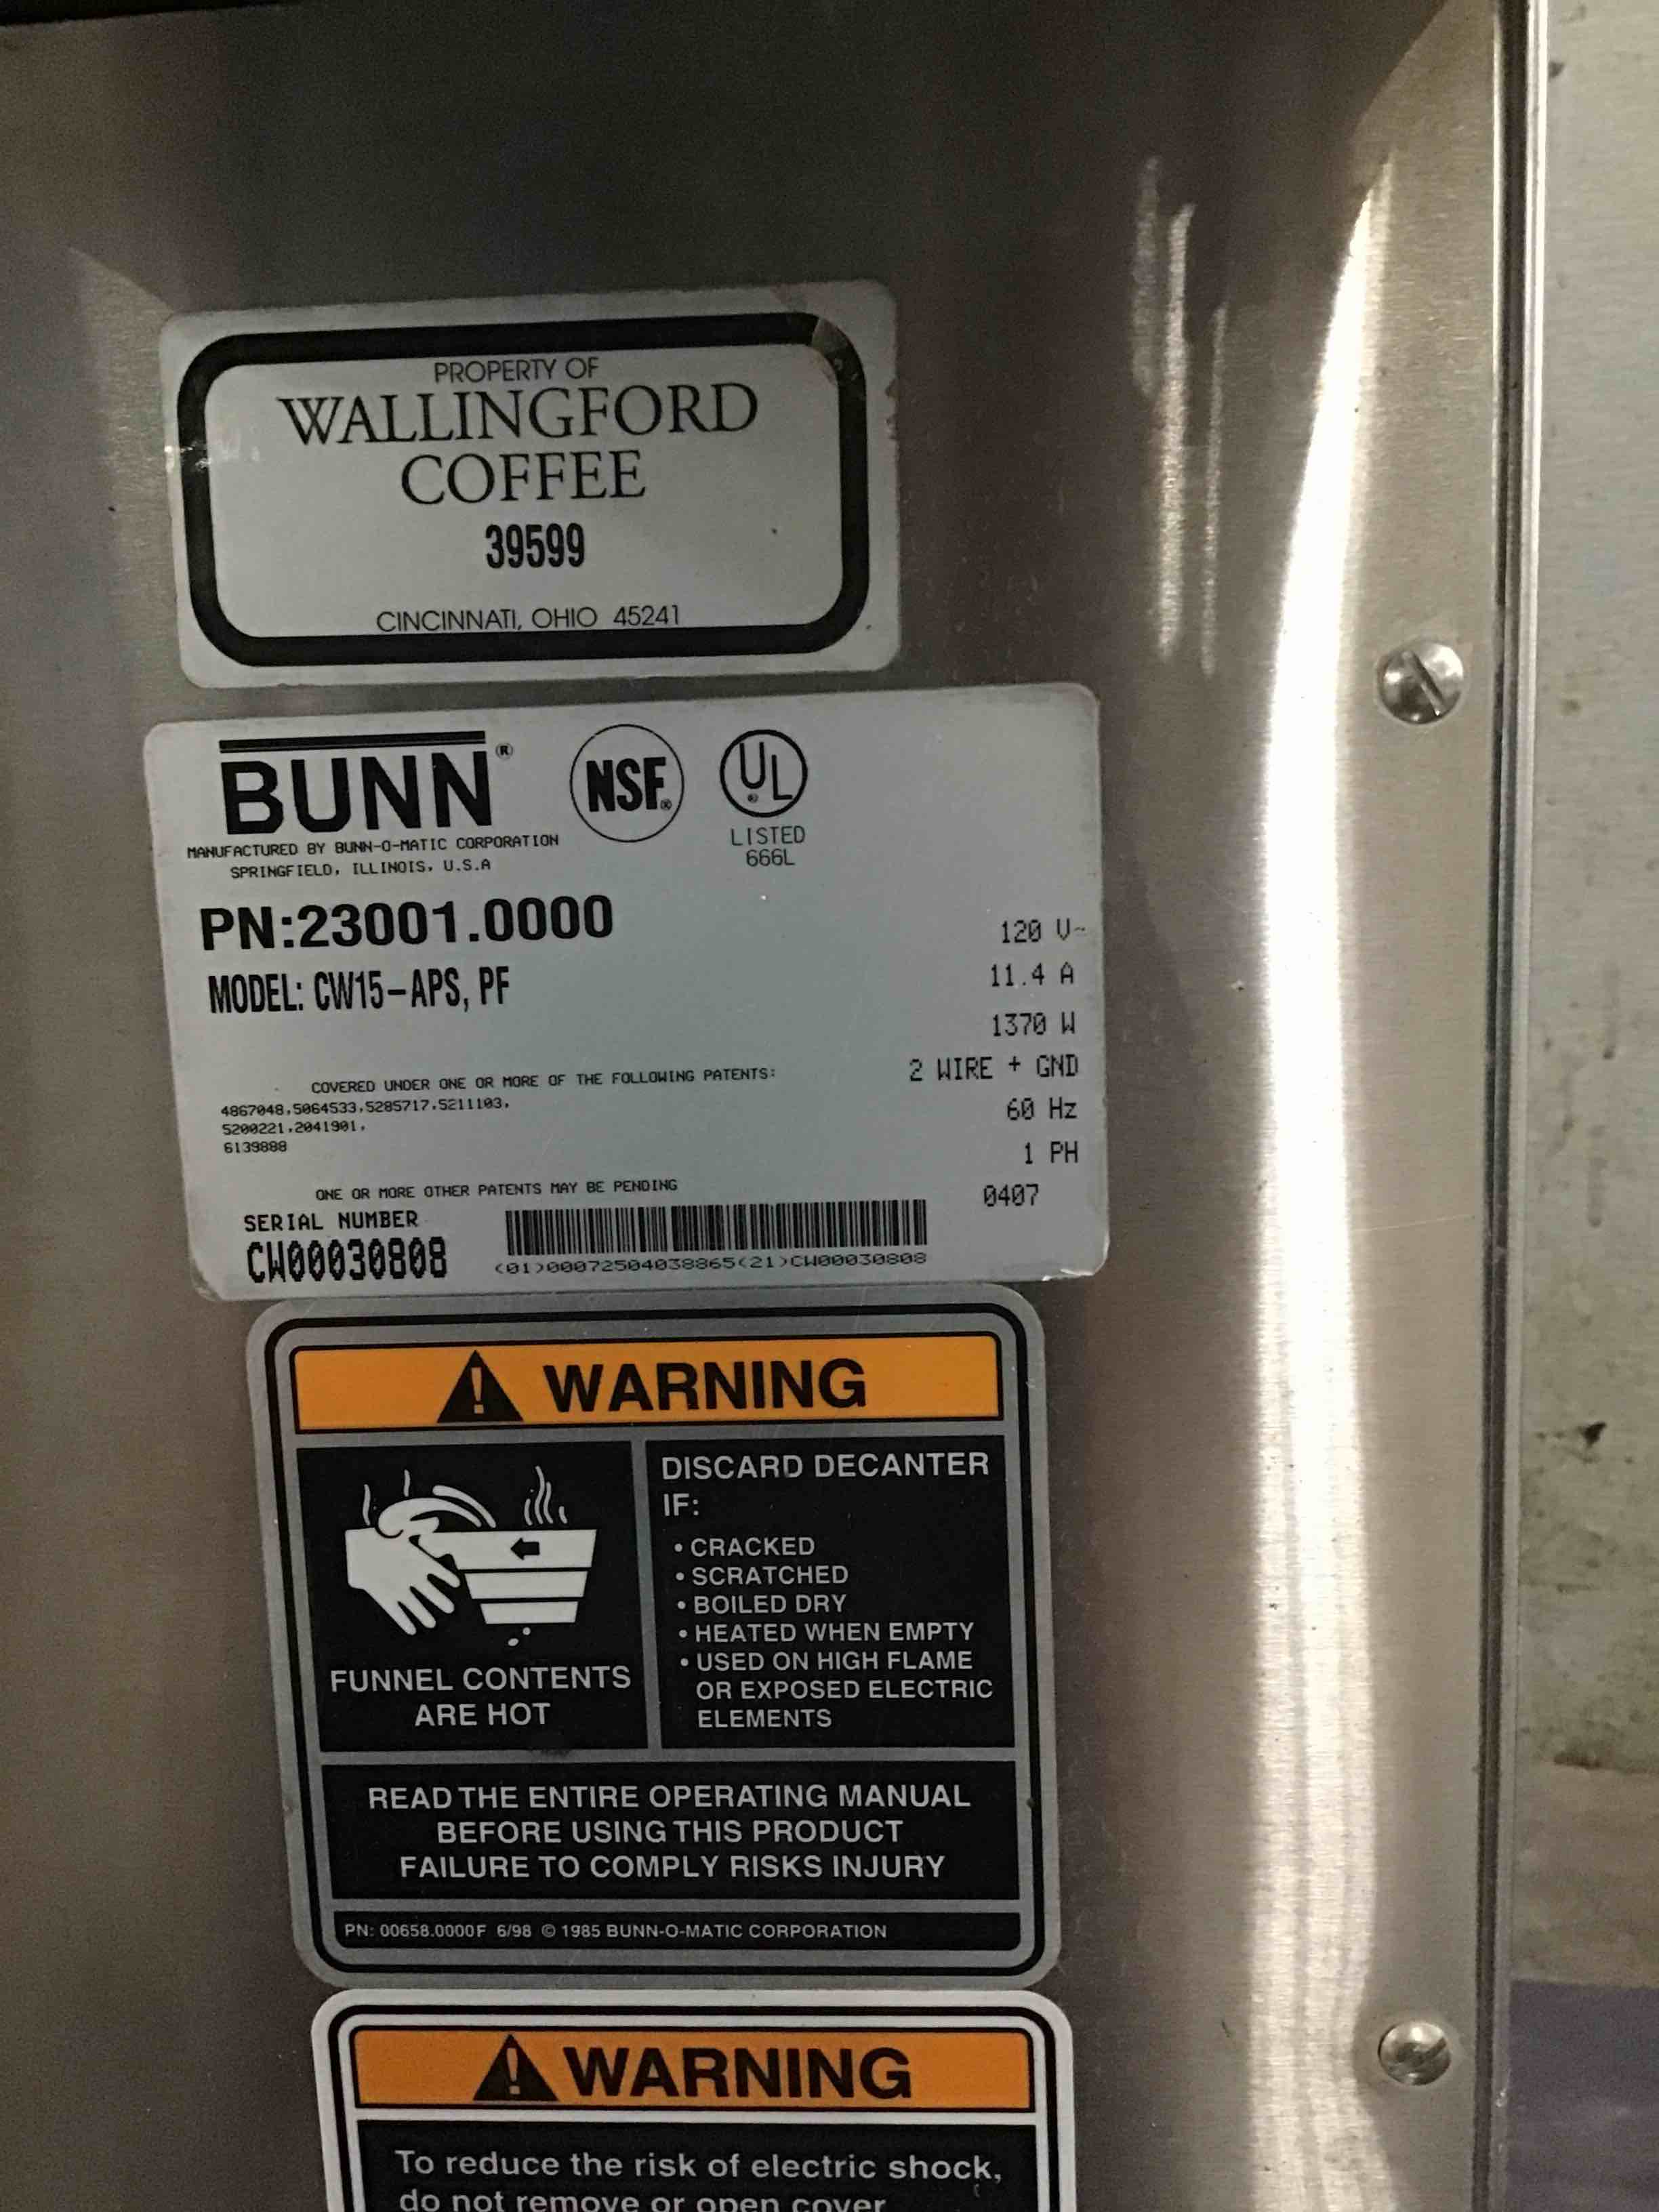 PROPERTY OF
WALLINGFORD
COFFEE
39599
CINCINNATI, OHIO 45241
BUNN®
NSF®
UL®
LISTED
666L
MANUFACTURED BY BUNN-O-MATIC CORPORATION
SPRINGFIELD, ILLINOIS, U.S.A
PN:23001.0000
MODEL: CW15-APS, PF
120 V~
11.4 A
1370 W
2 WIRE + GND
60 Hz
1 PH
0407
COVERED UNDER ONE OR MORE OF THE FOLLOWING PATENTS:
4867048,5064533,5285717,5211103,
5200221,2041901,
6139888
ONE OR MORE OTHER PATENTS MAY BE PENDING
SERIAL NUMBER
CW00030808
(01)00072504038865(21)CW00030808
WARNING
FUNNEL CONTENTS
ARE HOT
DISCARD DECANTER
IF:
• CRACKED
• SCRATCHED
• BOILED DRY
• HEATED WHEN EMPTY
• USED ON HIGH FLAME
OR EXPOSED ELECTRIC
ELEMENTS
READ THE ENTIRE OPERATING MANUAL
BEFORE USING THIS PRODUCT
FAILURE TO COMPLY RISKS INJURY
PN: 00658.0000F 6/98 © 1985 BUNN-O-MATIC CORPORATION
WARNING
To reduce the risk of electric shock,
do not remove or open cover